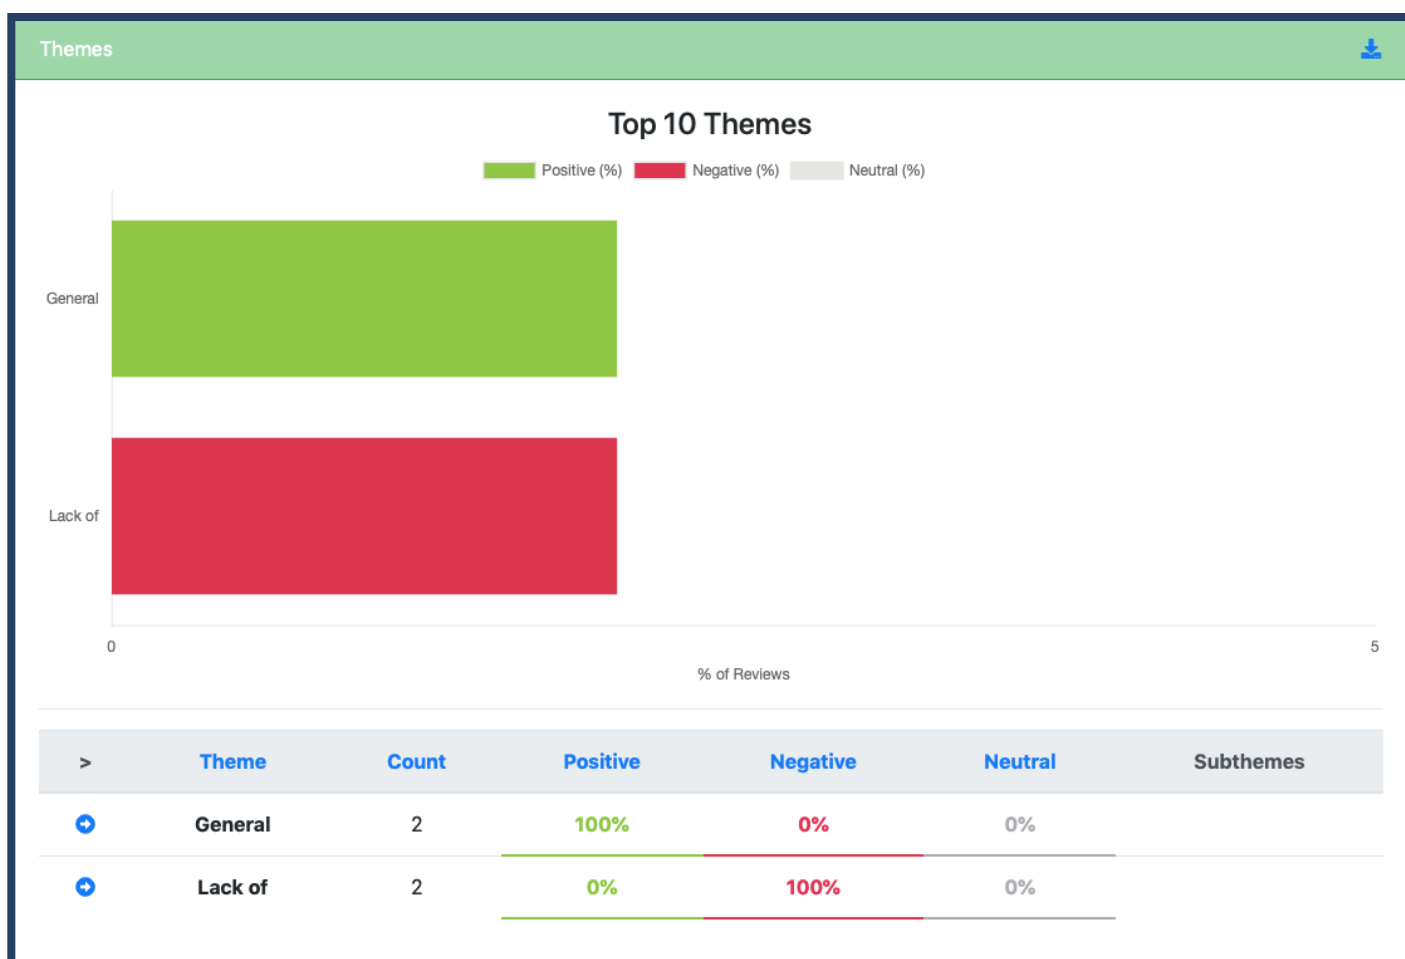 Themes
Top 10 Themes
Positive (%) Negative (%) Neutral (%)
General
Lack of
0 5
% of Reviews
> Theme Count Positive Negative Neutral Subthemes
General 2 100% 0% 0%
Lack of 2 0% 100% 0%